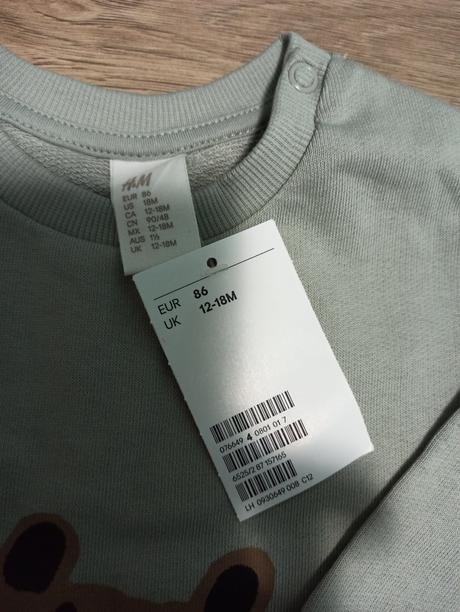 H&M
EUR 86
US 18M
CA 12-18M
CN 90/48
MX 12-18M
AUS 1½
UK 12-18M
EUR 86
UK 12-18M
076649 4 0801 01 7
6525/2 87 157165
LH 0930649 008 C12